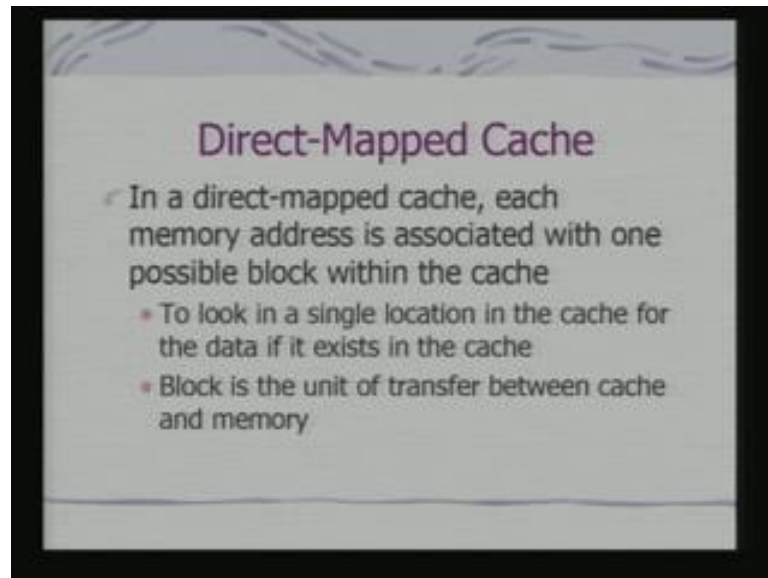 Direct-Mapped Cache
In a direct-mapped cache, each
memory address is associated with one
possible block within the cache
To look in a single location in the cache for
the data if it exists in the cache
Block is the unit of transfer between cache
and memory